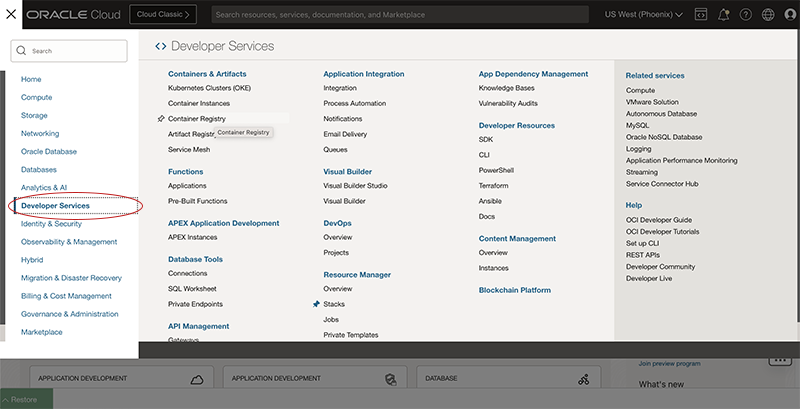 ORACLE Cloud
Cloud Classic >
Search resources, services, documentation, and Marketplace
US West (Phoenix)
Search
Home
Compute
Storage
Networking
Oracle Database
Databases
Analytics & AI
Developer Services
Identity & Security
Observability & Management
Hybrid
Migration & Disaster Recovery
Billing & Cost Management
Governance & Administration
Marketplace
Developer Services
Containers & Artifacts
Kubernetes Clusters (OKE)
Container Instances
Container Registry
Artifact Registry
Container Registry
Service Mesh
Functions
Applications
Pre-Built Functions
APEX Application Development
APEX Instances
Database Tools
Connections
SQL Worksheet
Private Endpoints
API Management
Gateways
Application Integration
Integration
Process Automation
Notifications
Email Delivery
Queues
Visual Builder
Visual Builder Studio
Visual Builder
DevOps
Overview
Projects
Resource Manager
Overview
Stacks
Jobs
Private Templates
App Dependency Management
Knowledge Bases
Vulnerability Audits
Developer Resources
SDK
CLI
PowerShell
Terraform
Ansible
Docs
Content Management
Overview
Instances
Blockchain Platform
Related services
Compute
VMware Solution
Autonomous Database
MySQL
Oracle NoSQL Database
Logging
Application Performance Monitoring
Streaming
Service Connector Hub
Help
OCI Developer Guide
OCI Developer Tutorials
Set up CLI
REST APIs
Developer Community
Developer Live
APPLICATION DEVELOPMENT
APPLICATION DEVELOPMENT
DATABASE
Join preview program
What's new
Restore